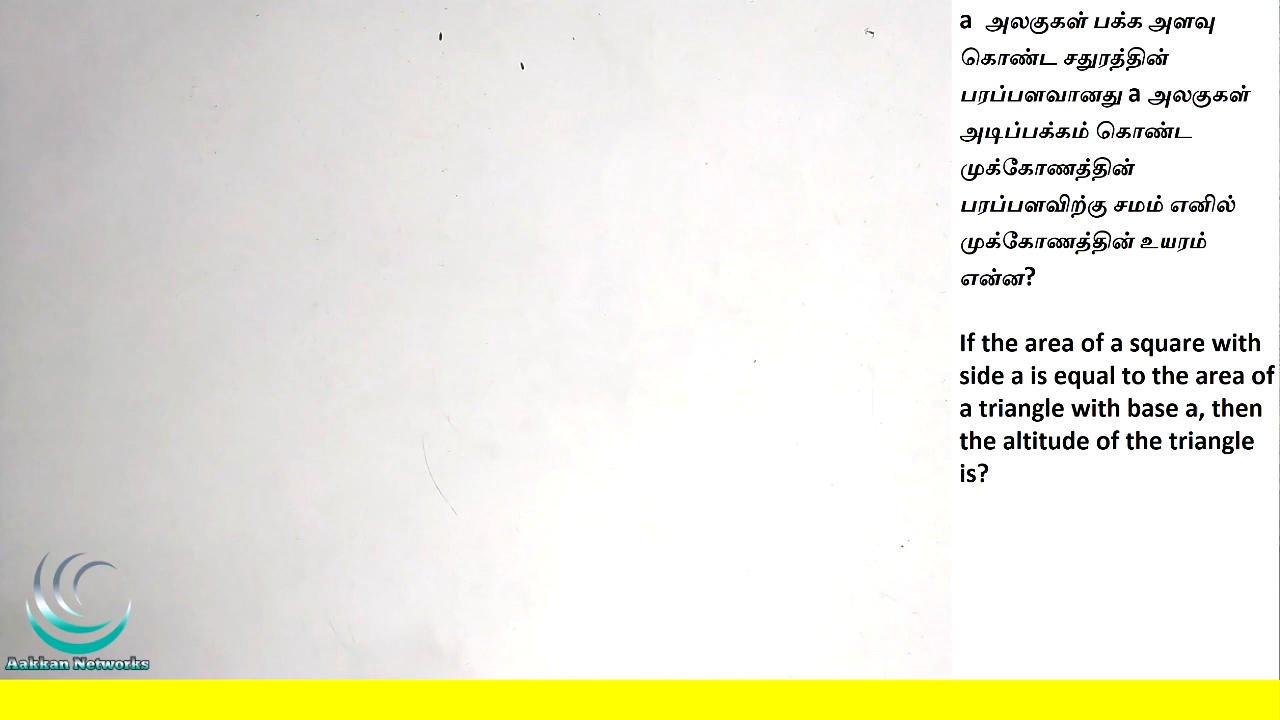 a அலகுகள் பக்க அளவு
கொண்ட சதுரத்தின்
பரப்பளவானது a அலகுகள்
அடிப்பக்கம் கொண்ட
முக்கோணத்தின்
பரப்பளவிற்கு சமம் எனில்
முக்கோணத்தின் உயரம்
என்ன?
If the area of a square with
side a is equal to the area of
a triangle with base a, then
the altitude of the triangle
is?
Aakkan Networks